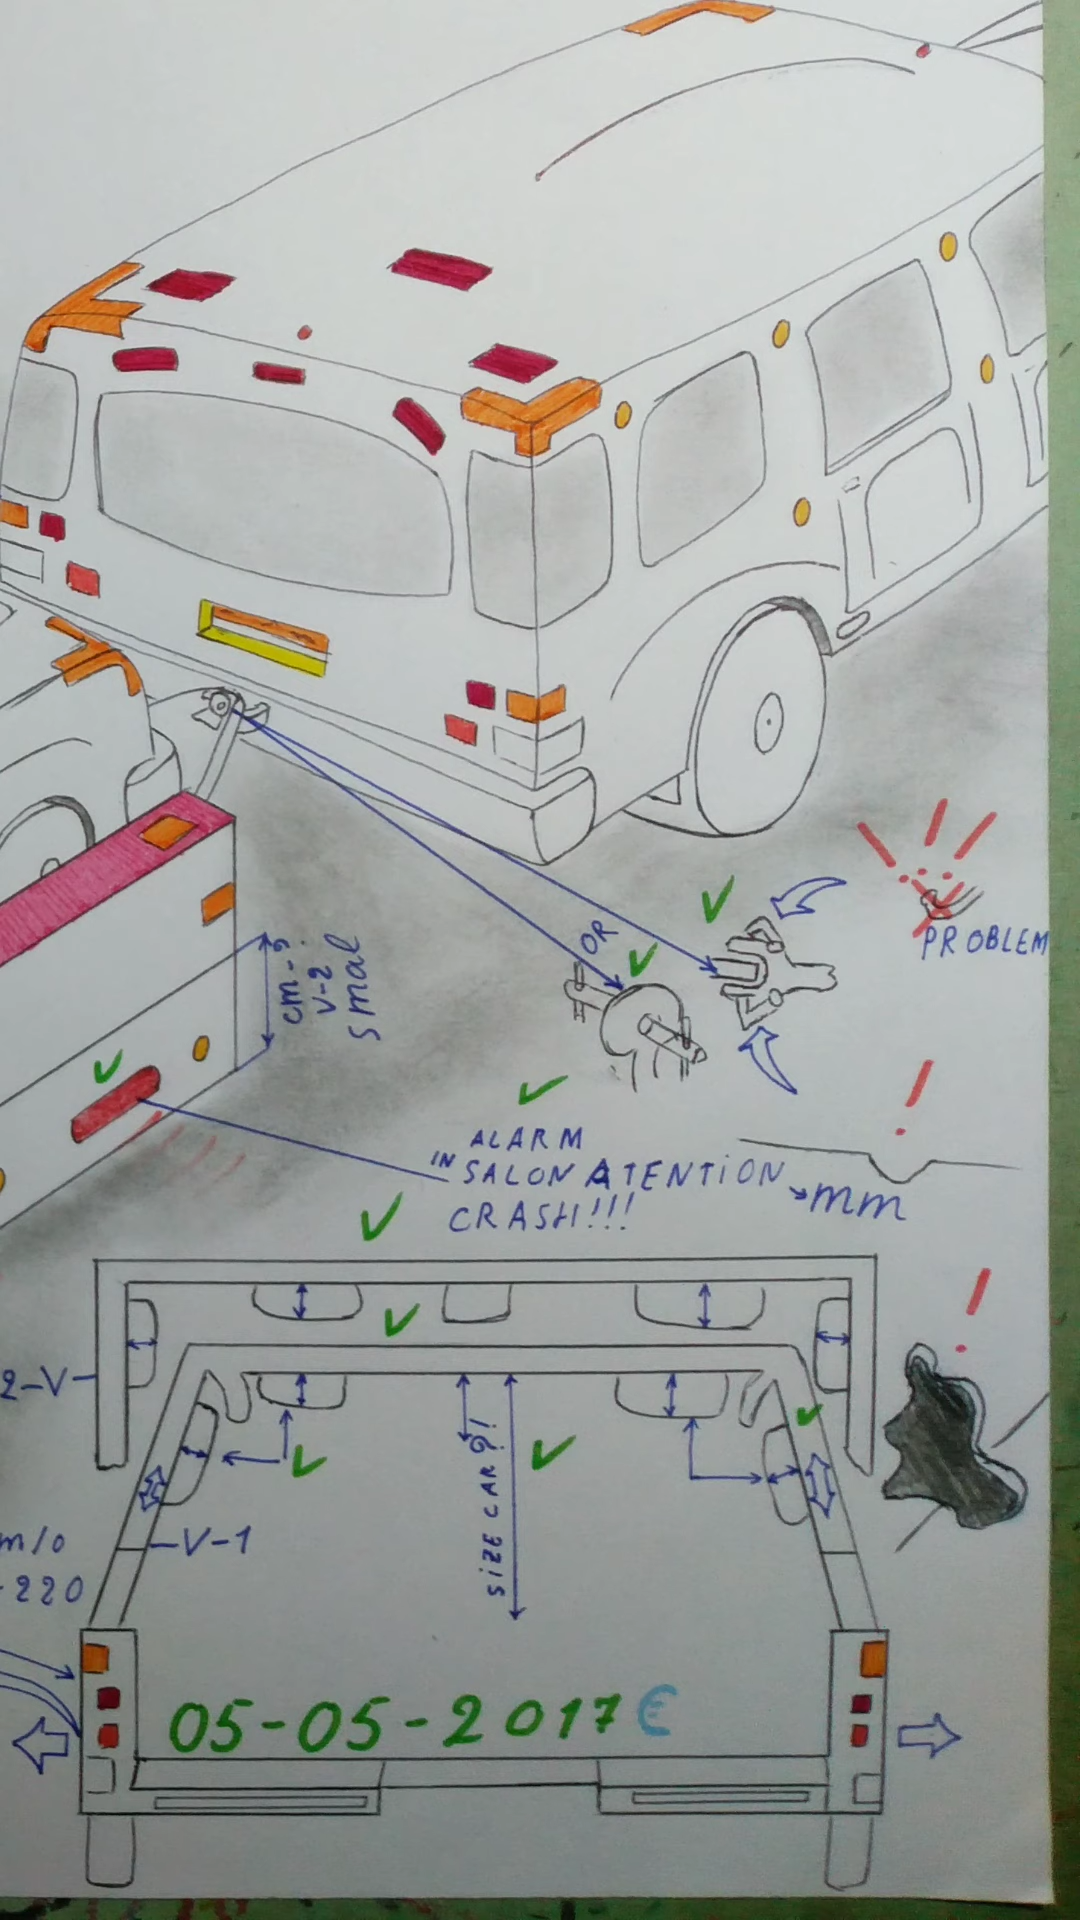 OR
PROBLEM
cm-?
V-2
smal
ALARM
IN SALON ATENTION
CRASH!!!
mm
2-V
SIZE CAR ?!
V-1
m/o
-220
05-05-2017 €